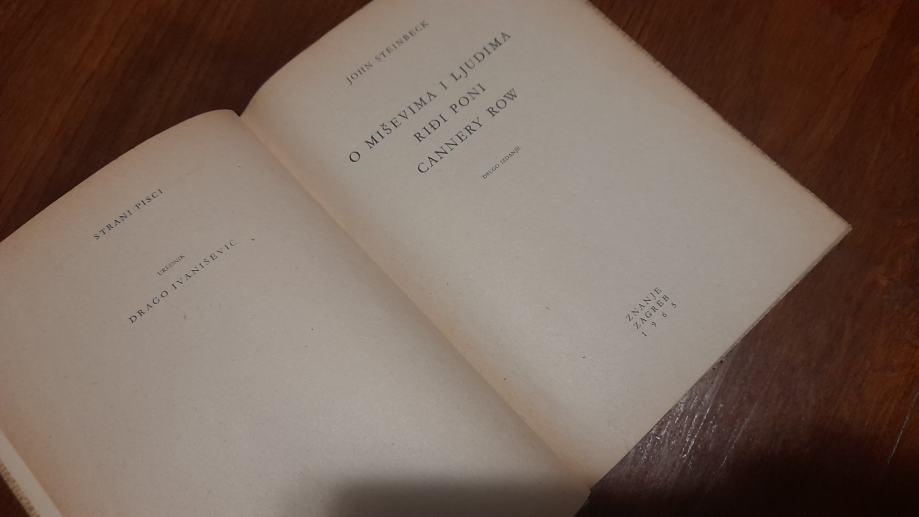 STRANI PISCI
UREDNIK
DRAGO IVANIŠEVIĆ
JOHN STEINBECK
O MIŠEVIMA I LJUDIMA
RIĐI PONI
CANNERY ROW
DRUGO IZDANJE
ZNANJE
ZAGREB
1965